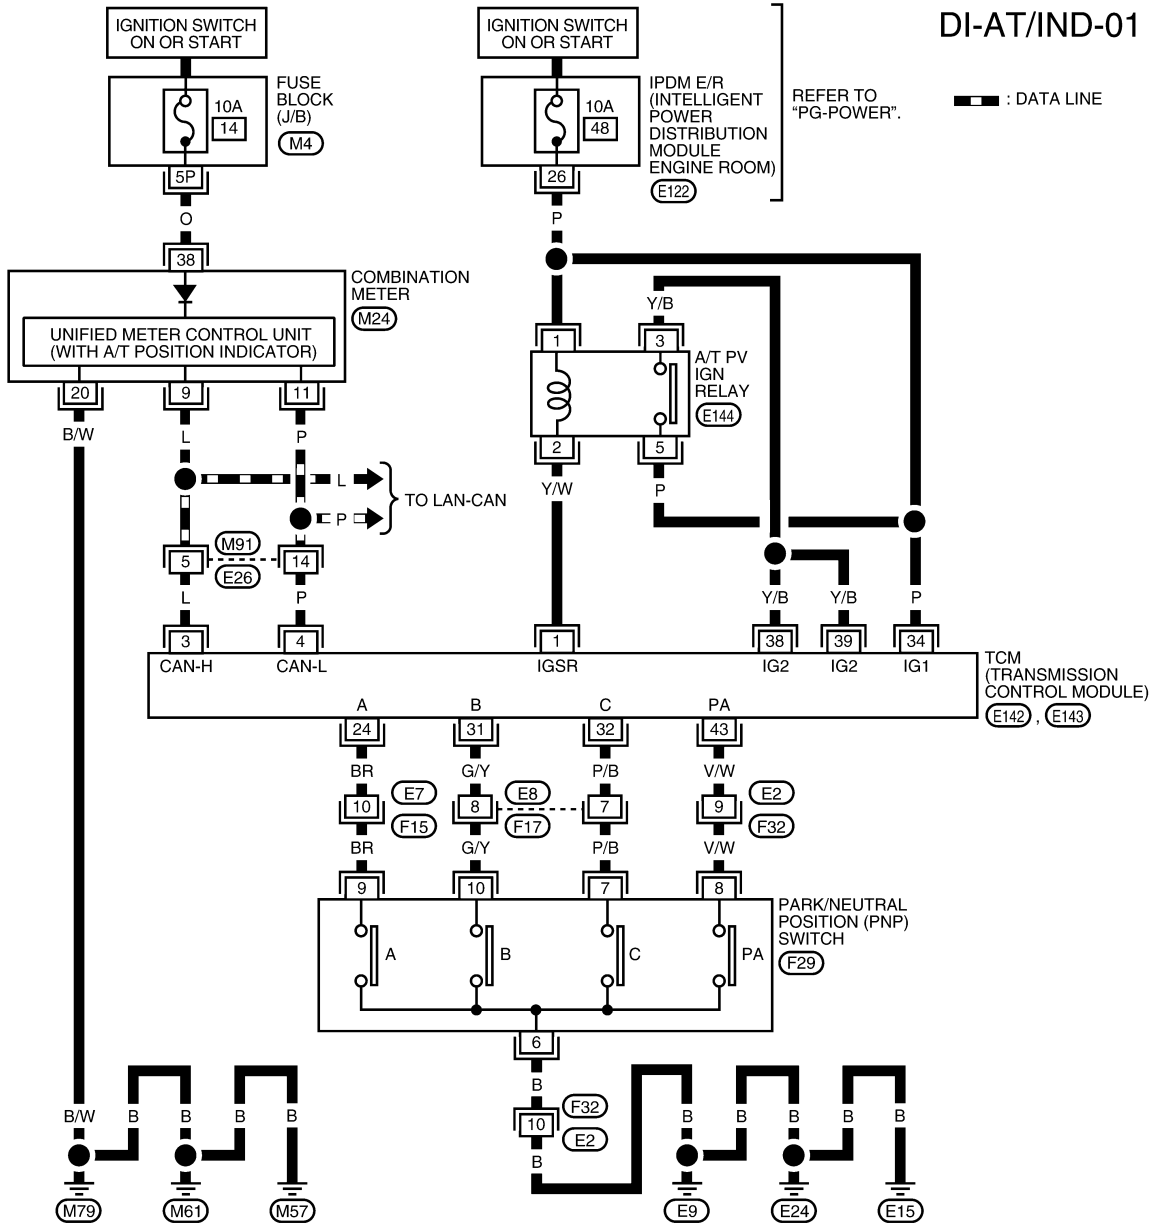 DI-AT/IND-01
IGNITION SWITCH
ON OR START
IGNITION SWITCH
ON OR START
FUSE
BLOCK
(J/B)
M4
10A
14
5P
O
38
IPDM E/R
(INTELLIGENT
POWER
DISTRIBUTION
MODULE
ENGINE ROOM)
E122
10A
48
26
P
REFER TO
“PG-POWER”.
: DATA LINE
COMBINATION
METER
M24
UNIFIED METER CONTROL UNIT
(WITH A/T POSITION INDICATOR)
20
9
11
B/W
L
P
L
P
TO LAN-CAN
M91
5
14
E26
L
P
Y/B
1
3
A/T PV
IGN
RELAY
E144
2
5
Y/W
P
Y/B
Y/B
P
3
4
1
38
39
34
CAN-H
CAN-L
IGSR
IG2
IG2
IG1
TCM
(TRANSMISSION
CONTROL MODULE)
E142 , E143
A
B
C
PA
24
31
32
43
BR
G/Y
P/B
V/W
E7
E8
E2
10
8
7
9
F15
F17
F32
BR
G/Y
P/B
V/W
9
10
7
8
PARK/NEUTRAL
POSITION (PNP)
SWITCH
F29
A
B
C
PA
6
B
F32
10
E2
B
B/W
B
B
B
B
B
B
B
B
B
M79
M61
M57
E9
E24
E15